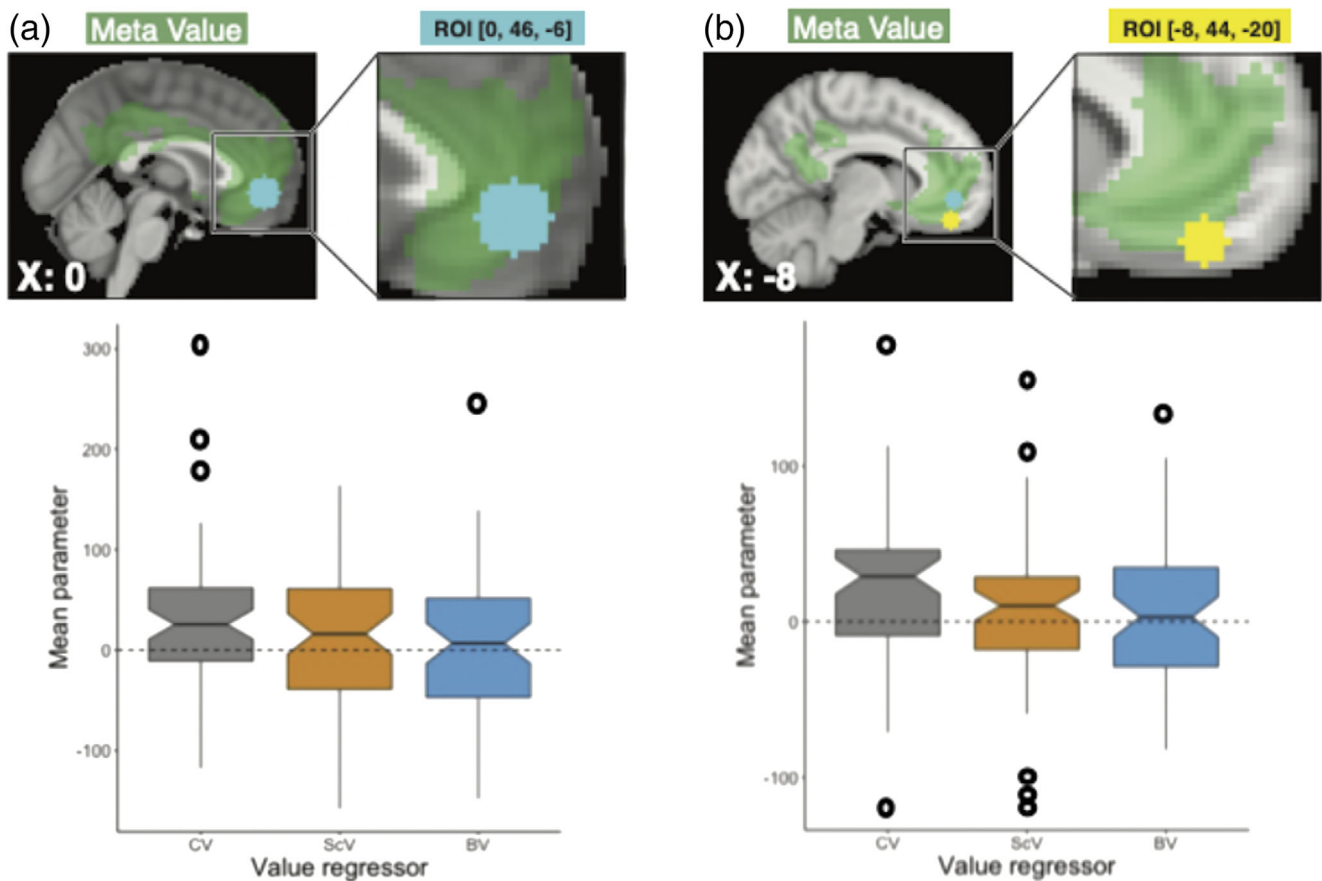 (a)
Meta Value
ROI [0, 46, -6]
X: 0
300
200
100
0
-100
Mean parameter
CV
ScV
BV
Value regressor
(b)
Meta Value
ROI [-8, 44, -20]
X: -8
100
0
-100
Mean parameter
CV
ScV
BV
Value regressor